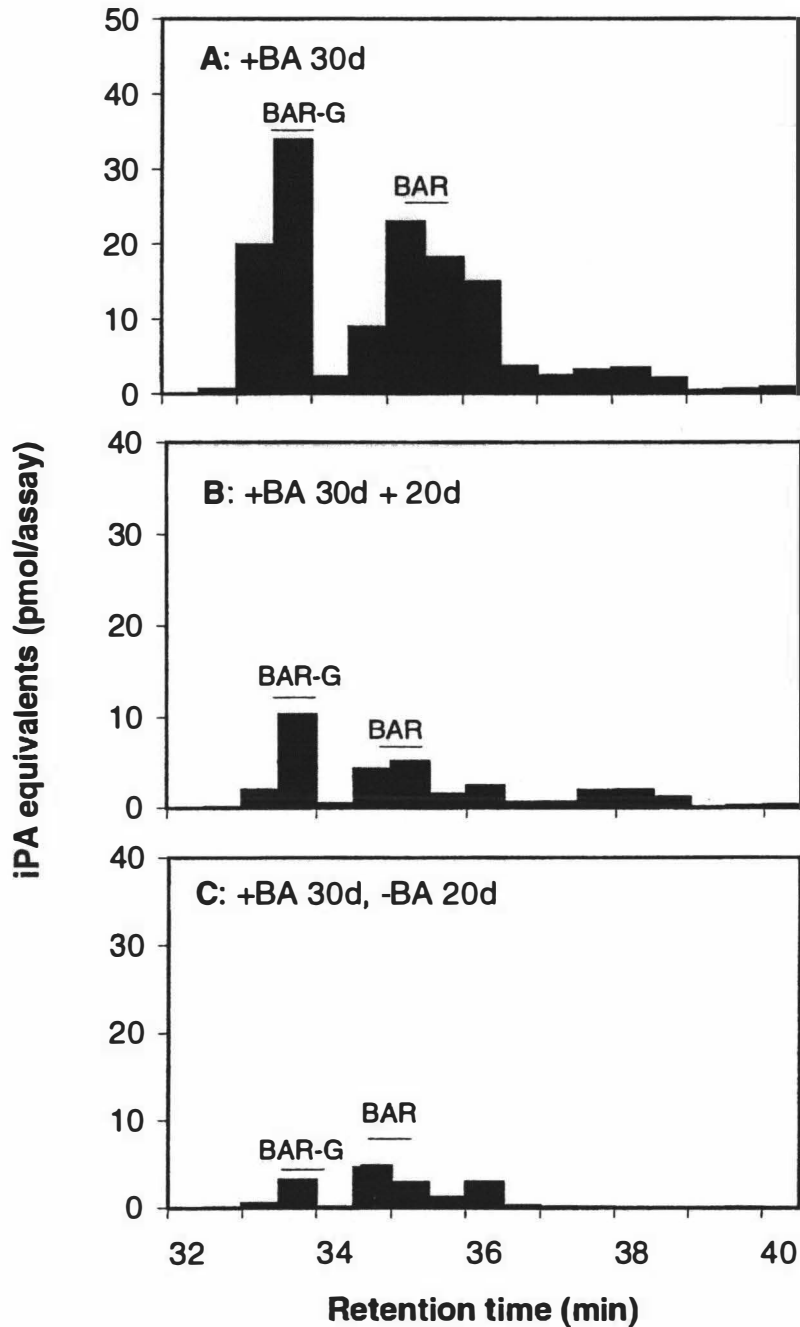 50
A: +BA 30d
40
BAR-G
30
BAR
20
10
0
40
B: +BA 30d + 20d
30
20
BAR-G
10
BAR
0
iPA equivalents (pmol/assay)
40
C: +BA 30d, -BA 20d
30
20
10
BAR
BAR-G
0
32 34 36 38 40
Retention time (min)